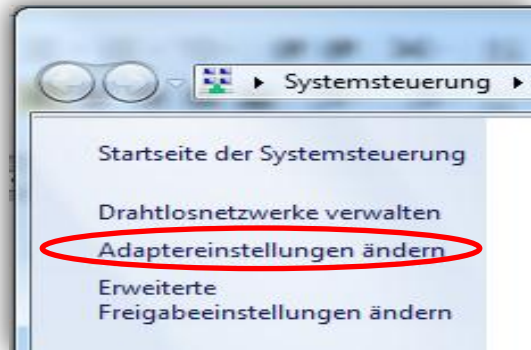 Systemsteuerung
Startseite der Systemsteuerung
Drahtlosnetzwerke verwalten
Adaptereinstellungen ändern
Erweiterte
Freigabeeinstellungen ändern